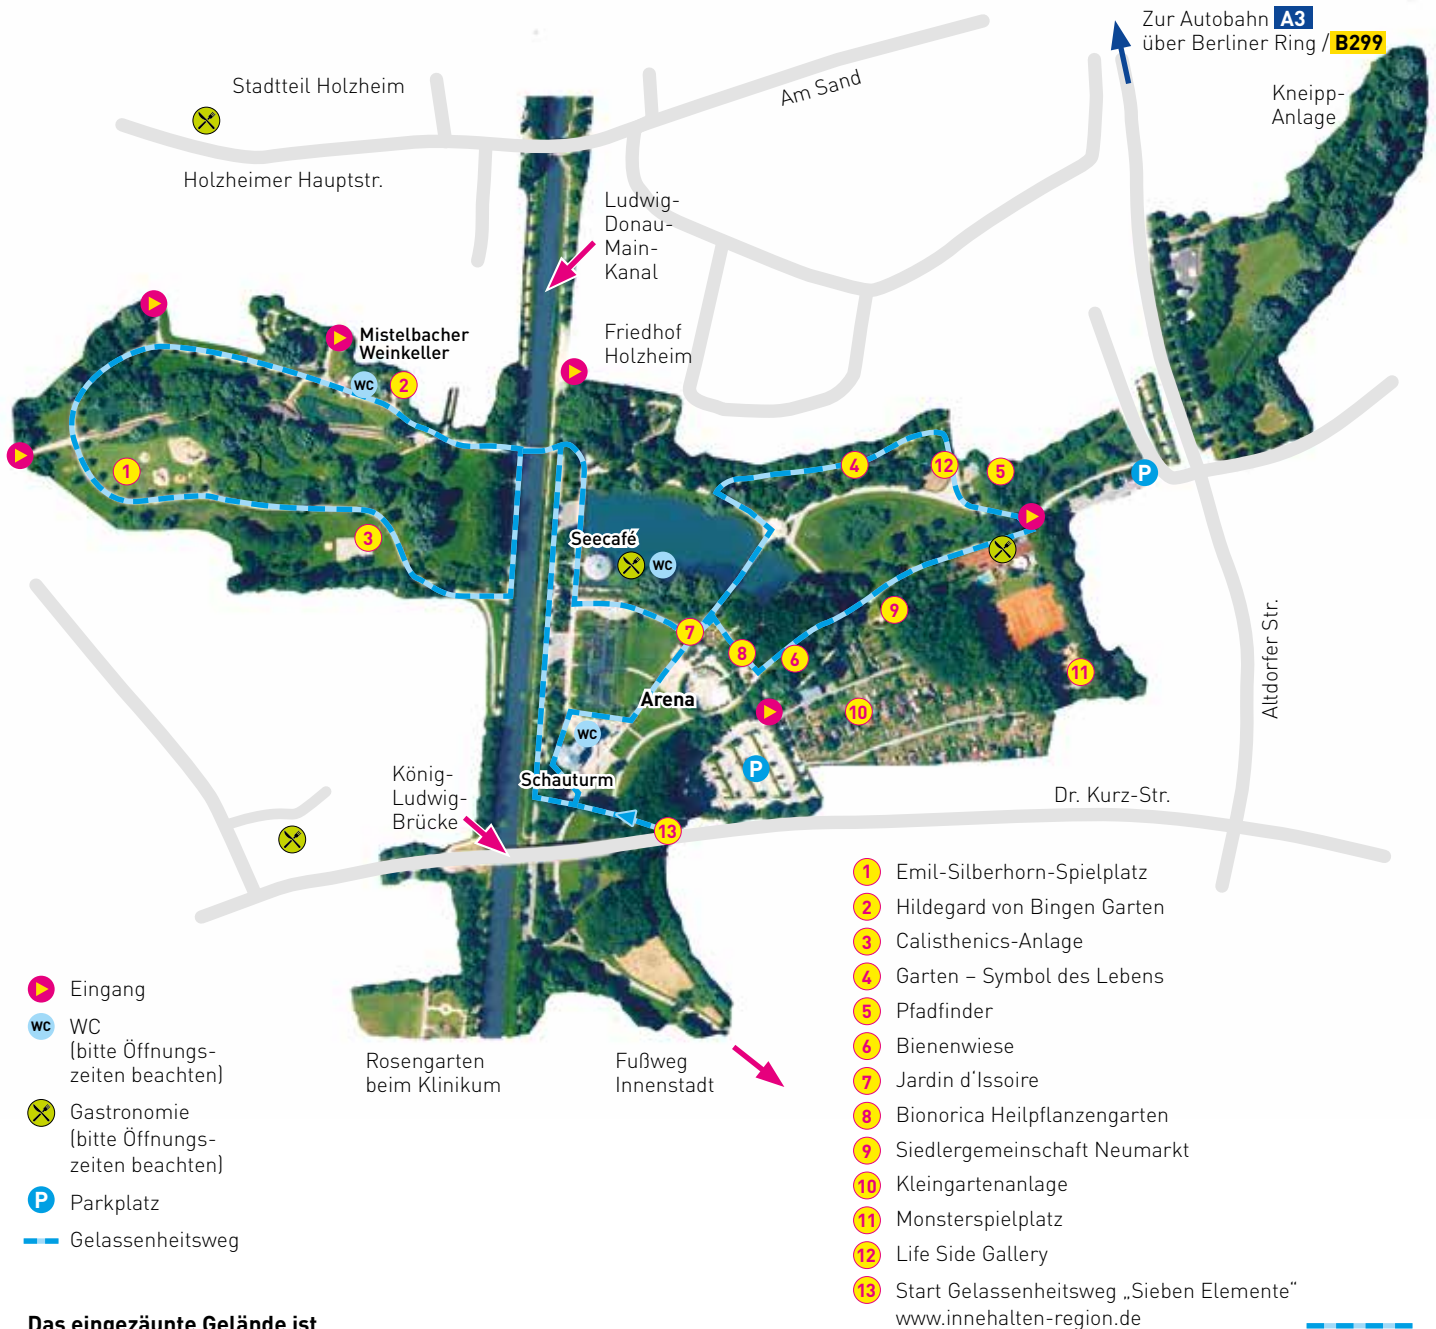 Zur Autobahn A3
über Berliner Ring / B299
Kneipp-
Anlage
Stadtteil Holzheim
Am Sand
Holzheimer Hauptstr.
Ludwig-
Donau-
Main-
Kanal
Friedhof
Holzheim
Mistelbacher
Weinkeller
WC
2
1
3
4
12
5
P
Seecafé
WC
9
7
8
6
11
Altdorfer Str.
Arena
10
WC
P
Schauturm
König-
Ludwig-
Brücke
Dr. Kurz-Str.
13
Rosengarten
beim Klinikum
Fußweg
Innenstadt
Eingang
WC WC
(bitte Öffnungs-
zeiten beachten)
Gastronomie
(bitte Öffnungs-
zeiten beachten)
P Parkplatz
Gelassenheitsweg
1 Emil-Silberhorn-Spielplatz
2 Hildegard von Bingen Garten
3 Calisthenics-Anlage
4 Garten – Symbol des Lebens
5 Pfadfinder
6 Bienenwiese
7 Jardin d'Issoire
8 Bionorica Heilpflanzengarten
9 Siedlergemeinschaft Neumarkt
10 Kleingartenanlage
11 Monsterspielplatz
12 Life Side Gallery
13 Start Gelassenheitsweg „Sieben Elemente“
www.innehalten-region.de
Das eingezäunte Gelände ist